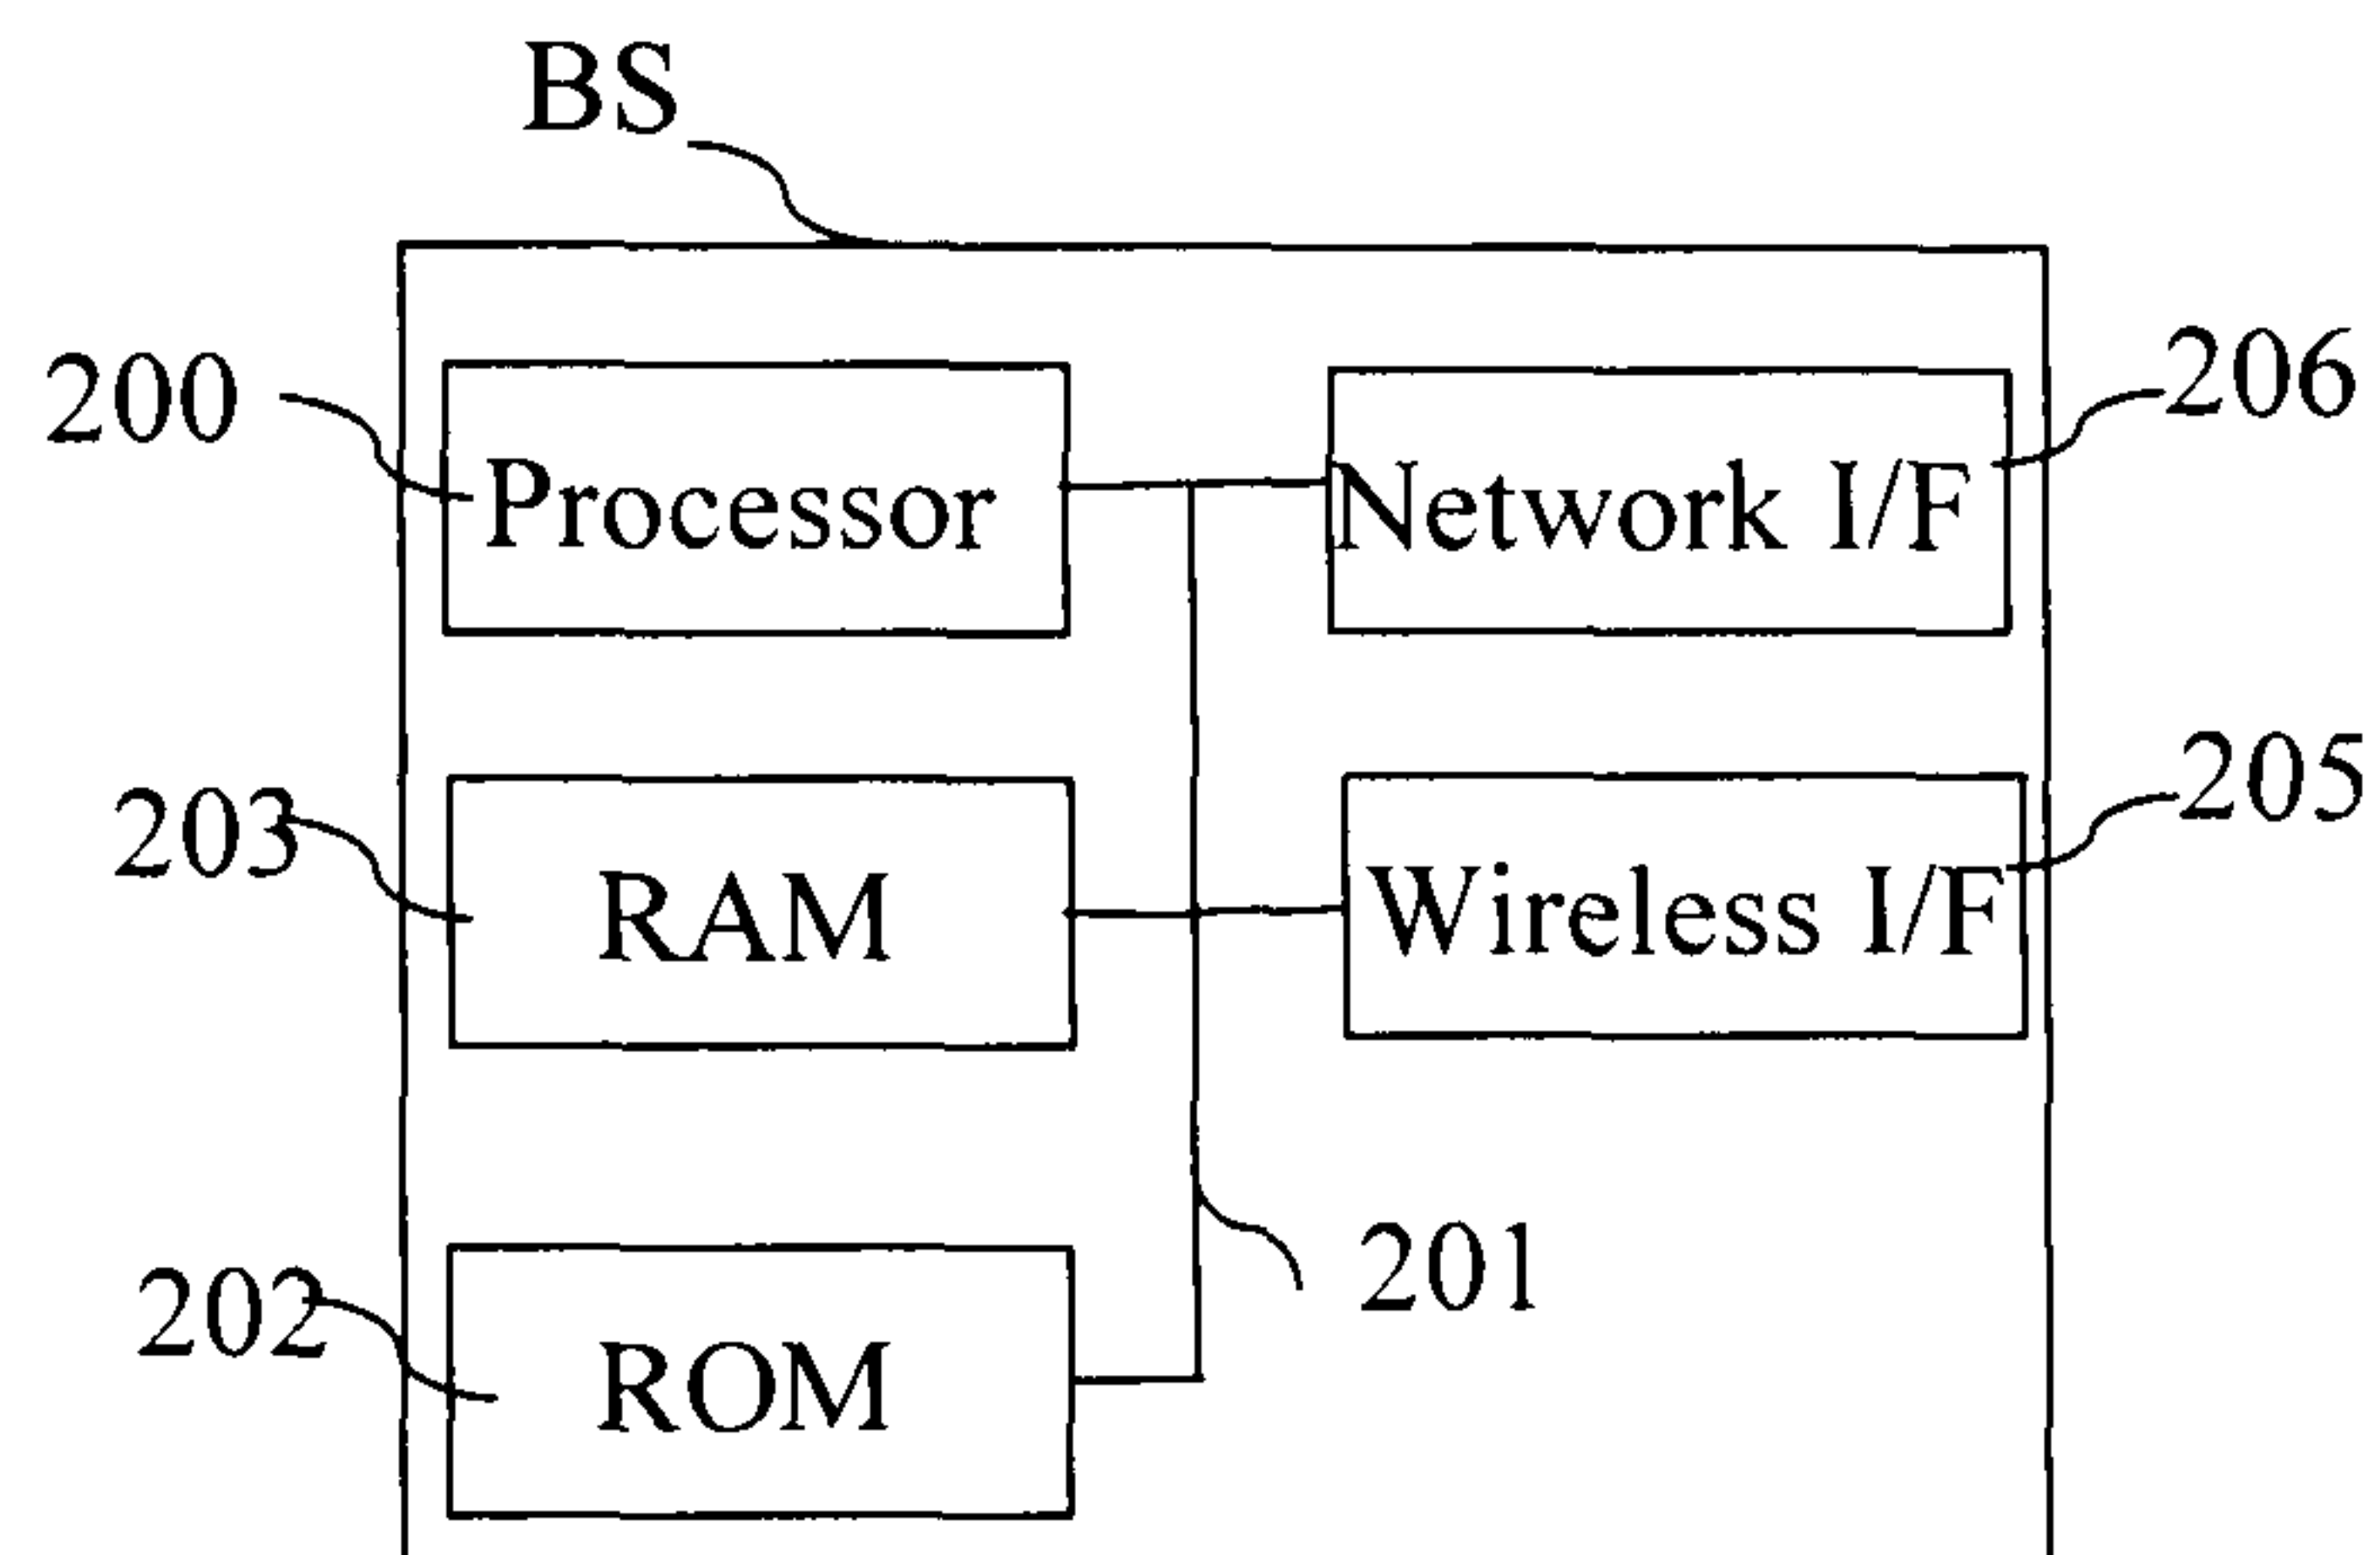 BS
200
Processor
Network I/F
206
203
RAM
Wireless I/F
205
202
ROM
201